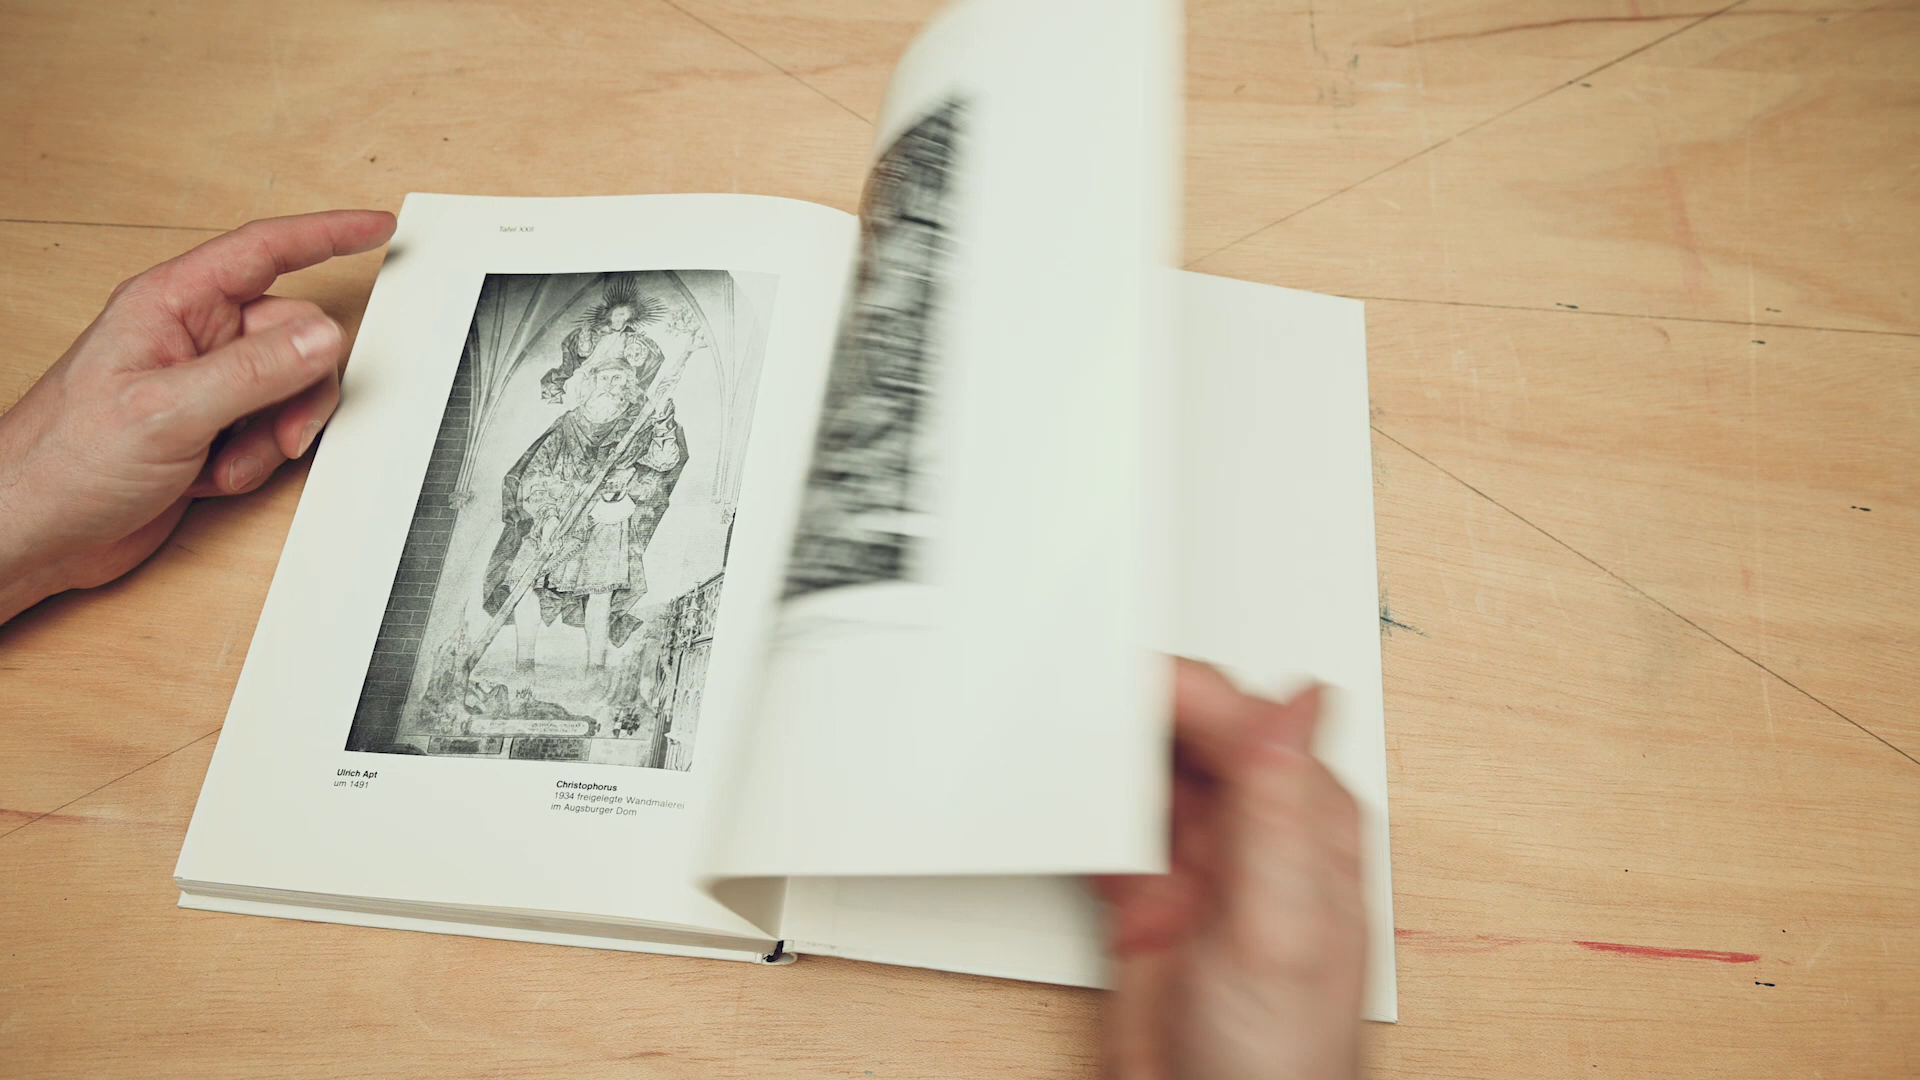 Tafel XXII
Ulrich Apt
um 1491
Christophorus
1934 freigelegte Wandmalerei
im Augsburger Dom